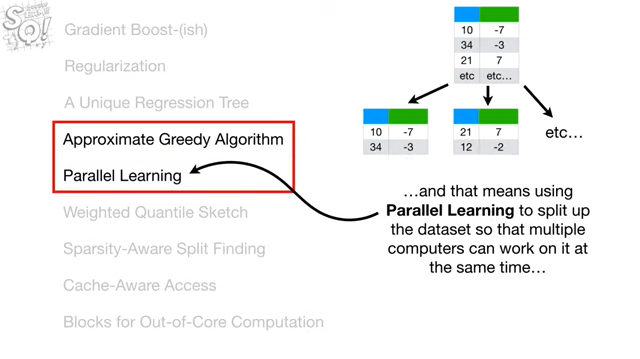 SQ!
Gradient Boost-(ish)
Regularization
A Unique Regression Tree
Approximate Greedy Algorithm
Parallel Learning
Weighted Quantile Sketch
Sparsity-Aware Split Finding
Cache-Aware Access
Blocks for Out-of-Core Computation
10 -7
34 -3
21 7
etc etc...
10 -7
34 -3
21 7
12 -2
etc...
...and that means using
Parallel Learning to split up
the dataset so that multiple
computers can work on it at
the same time...